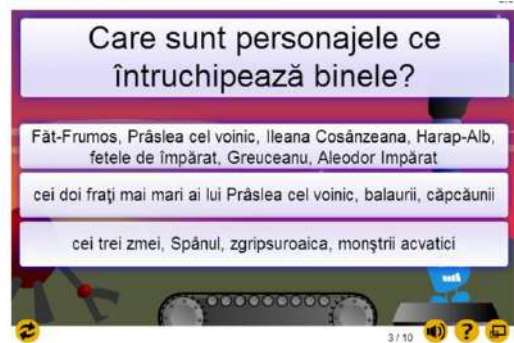 Care sunt personajele ce
întruchipează binele?
Făt-Frumos, Prâslea cel voinic, Ileana Cosânzeana, Harap-Alb,
fetele de împărat, Greuceanu, Aleodor Impărat
cei doi frați mai mari ai lui Prâslea cel voinic, balaurii, căpcăunii
cei trei zmei, Spânul, zgripsuroaica, monștrii acvatici
3 / 10
?